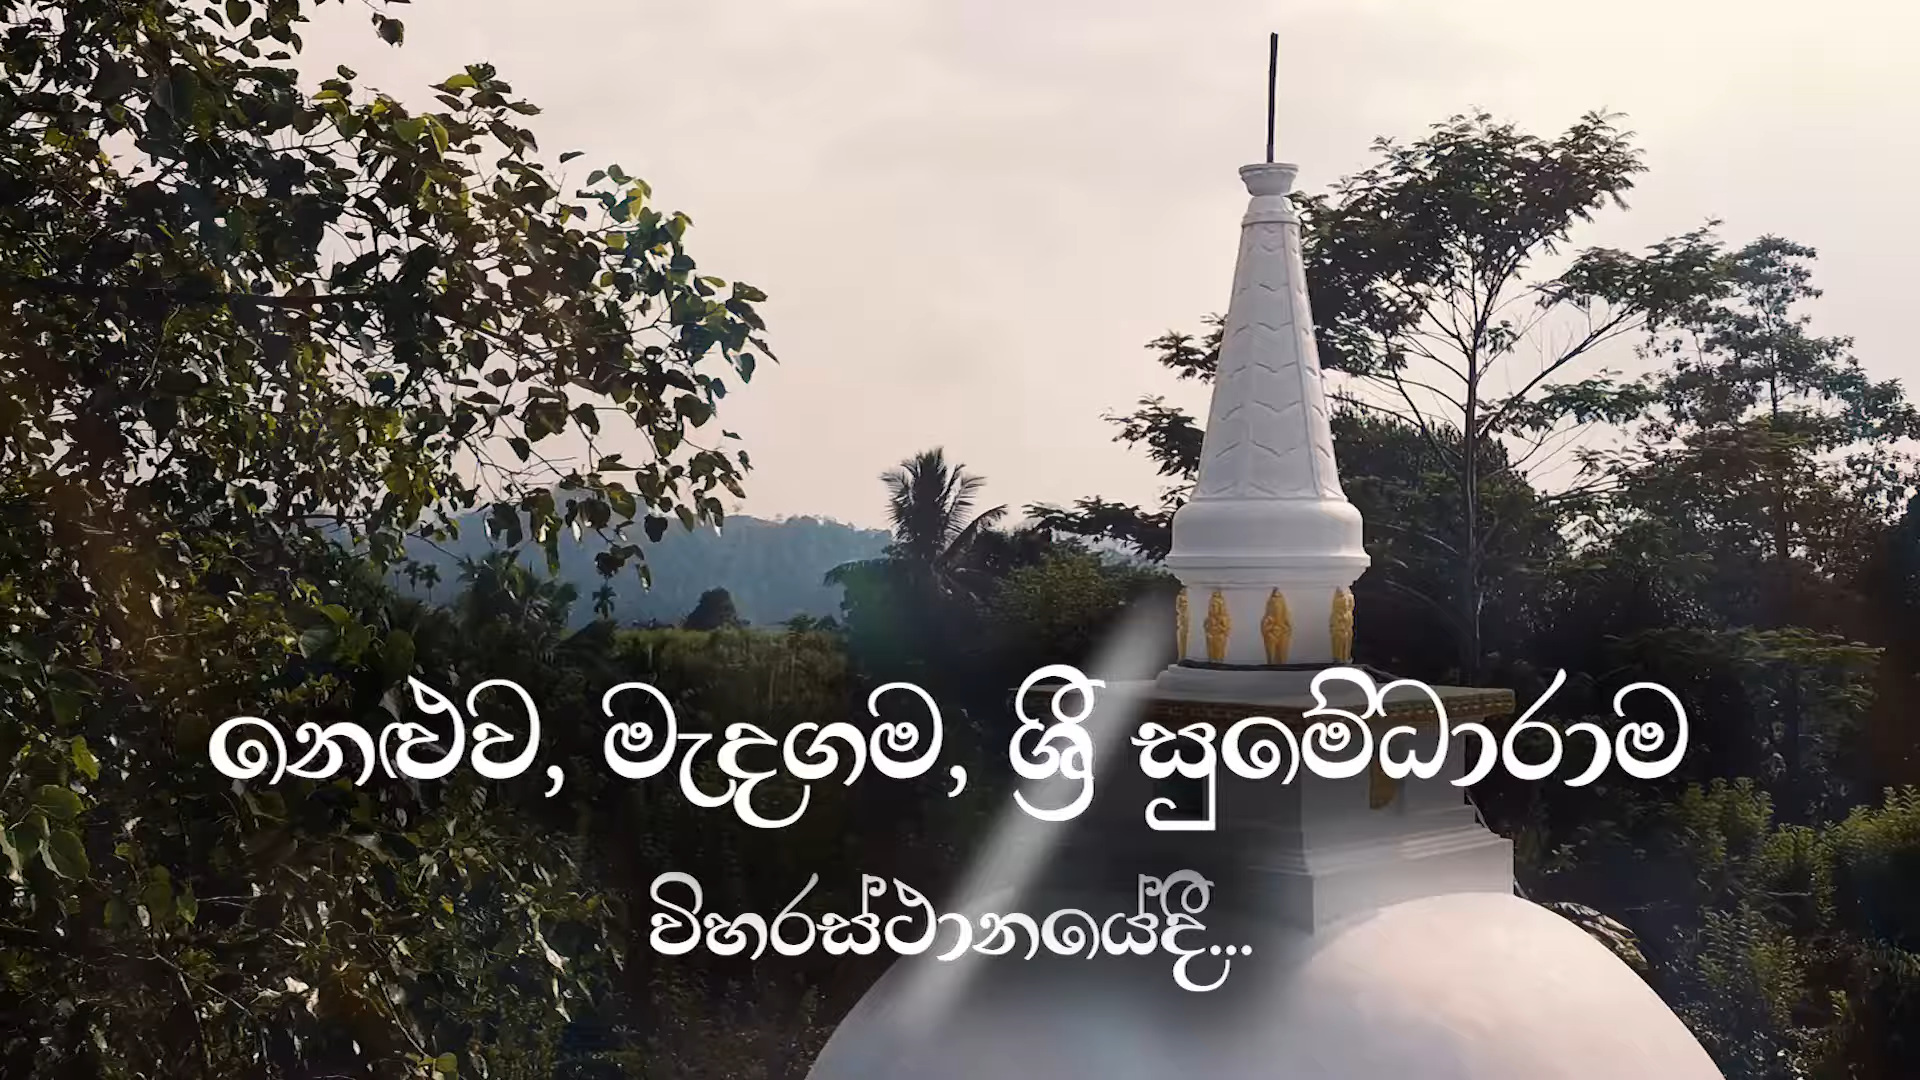 නෙළුව, මැදගම, ශ්‍රී සුමේධාරාම
විහරස්ථානයේදී...